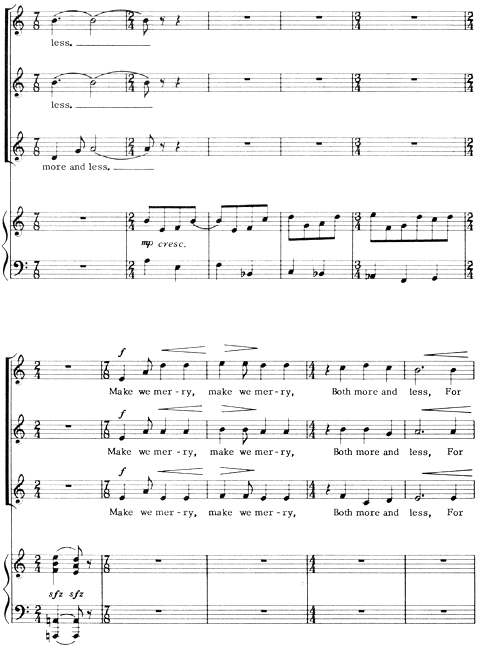 less.
less.
more and less.
mp cresc.
f
Make we mer - ry, make we mer - ry, Both more and less, For
f
Make we mer - ry, make we mer - ry, Both more and less, For
f
Make we mer - ry, make we mer - ry, Both more and less, For
sfz sfz